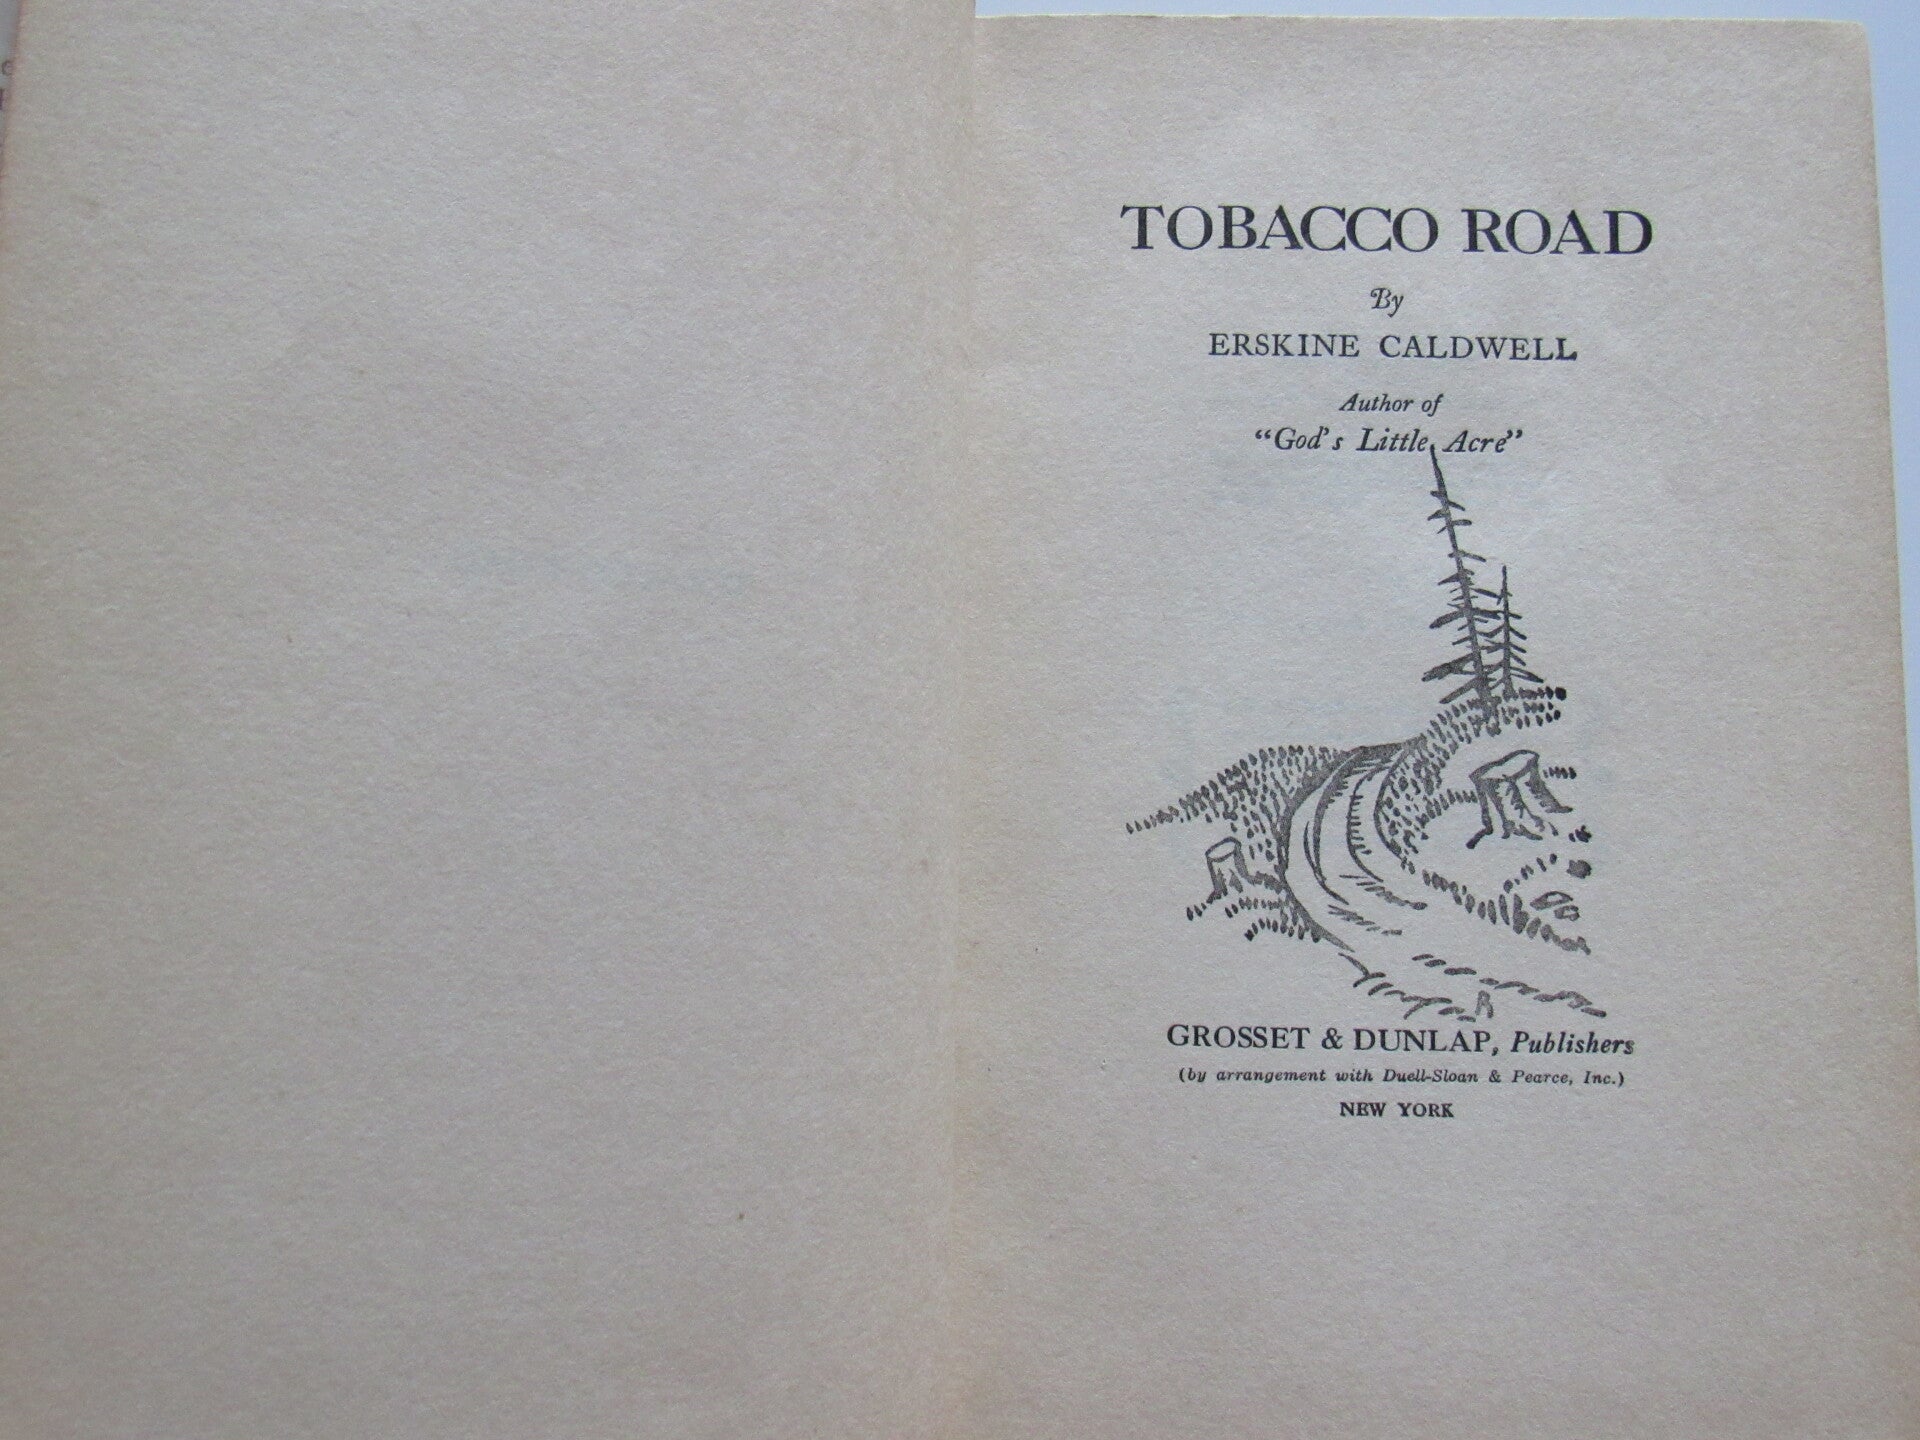 TOBACCO ROAD
By
ERSKINE CALDWELL
Author of
“God's Little Acre”
GROSSET & DUNLAP, Publishers
(by arrangement with Duell-Sloan & Pearce, Inc.)
NEW YORK